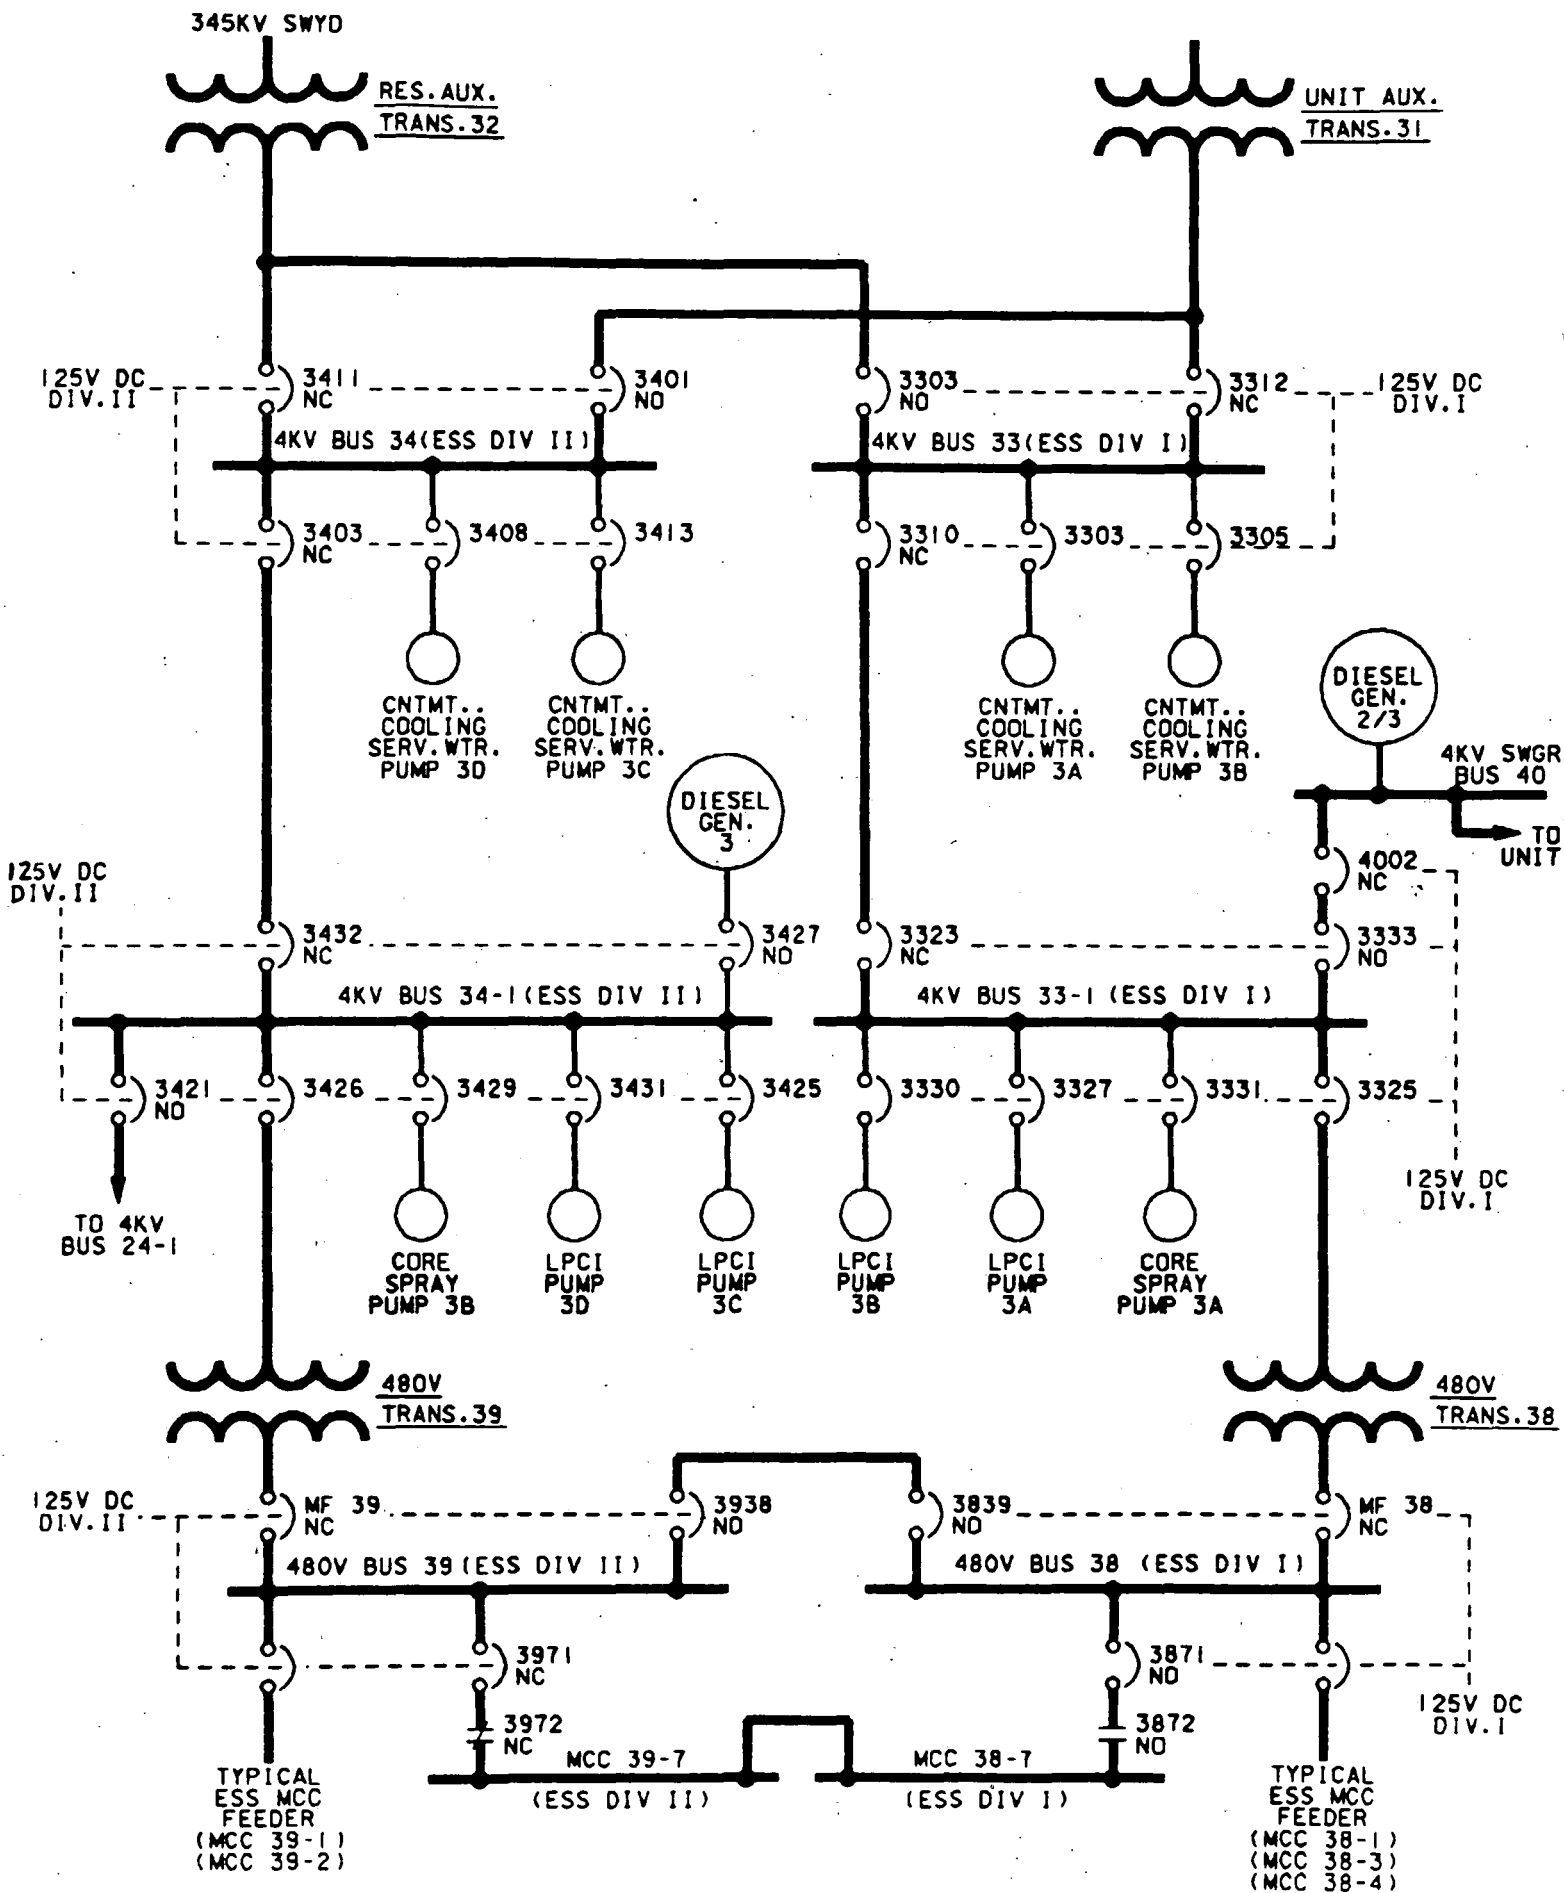 345KV SWYD
RES.AUX.
TRANS.32
UNIT AUX.
TRANS.31
125V DC
DIV.II
3411
NC
3401
NO
3303
NO
3312
NC
125V DC
DIV.I
4KV BUS 34(ESS DIV II)
4KV BUS 33(ESS DIV I)
3403
NC
3408
3413
3310
NC
3303
3305
CNTMT..
COOLING
SERV.WTR.
PUMP 3D
CNTMT..
COOLING
SERV.WTR.
PUMP 3C
CNTMT..
COOLING
SERV.WTR.
PUMP 3A
CNTMT..
COOLING
SERV.WTR.
PUMP 3B
DIESEL
GEN.
2/3
4KV SWGR
BUS 40
TO
UNIT
DIESEL
GEN.
3
4002
NC
125V DC
DIV.II
3432
NC
3427
NO
3323
NC
3333
NO
4KV BUS 34-1(ESS DIV II)
4KV BUS 33-1 (ESS DIV I)
3421
NO
3426
3429
3431
3425
3330
3327
3331
3325
125V DC
DIV.I
TO 4KV
BUS 24-1
CORE
SPRAY
PUMP 3B
LPCI
PUMP
3D
LPCI
PUMP
3C
LPCI
PUMP
3B
LPCI
PUMP
3A
CORE
SPRAY
PUMP 3A
480V
TRANS.39
480V
TRANS.38
125V DC
DIV.II
MF 39
NC
3938
NO
3839
NO
MF 38
NC
480V BUS 39(ESS DIV II)
480V BUS 38 (ESS DIV I)
3971
NC
3871
NO
125V DC
DIV.I
3972
NC
3872
NO
MCC 39-7
(ESS DIV II)
MCC 38-7
(ESS DIV I)
TYPICAL
ESS MCC
FEEDER
(MCC 39-1)
(MCC 39-2)
TYPICAL
ESS MCC
FEEDER
(MCC 38-1)
(MCC 38-3)
(MCC 38-4)